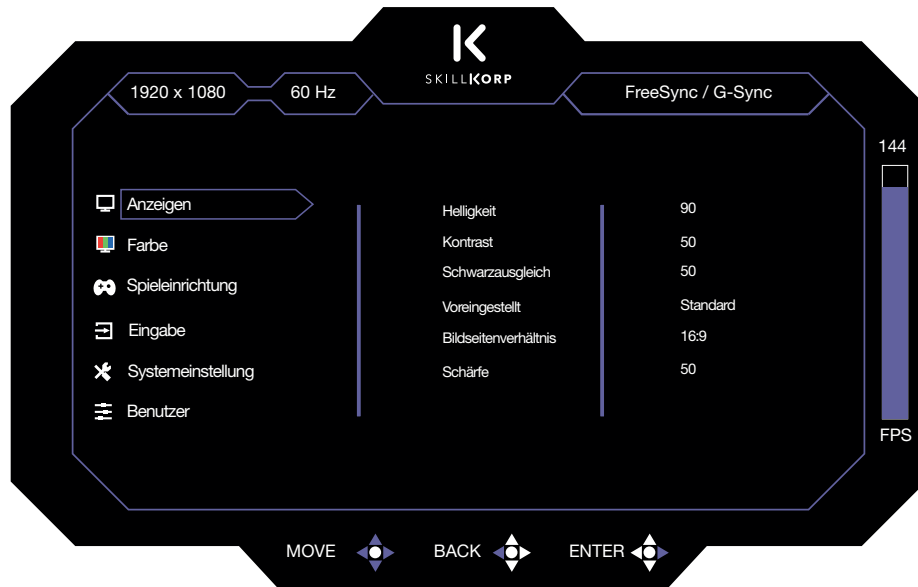 K
SKILLKORP
1920 x 1080
60 Hz
FreeSync / G-Sync
144
Anzeigen
Farbe
Spieleinrichtung
Eingabe
Systemeinstellung
Benutzer
Helligkeit 90
Kontrast 50
Schwarzausgleich 50
Voreingestellt Standard
Bildseitenverhältnis 16:9
Schärfe 50
FPS
MOVE BACK ENTER